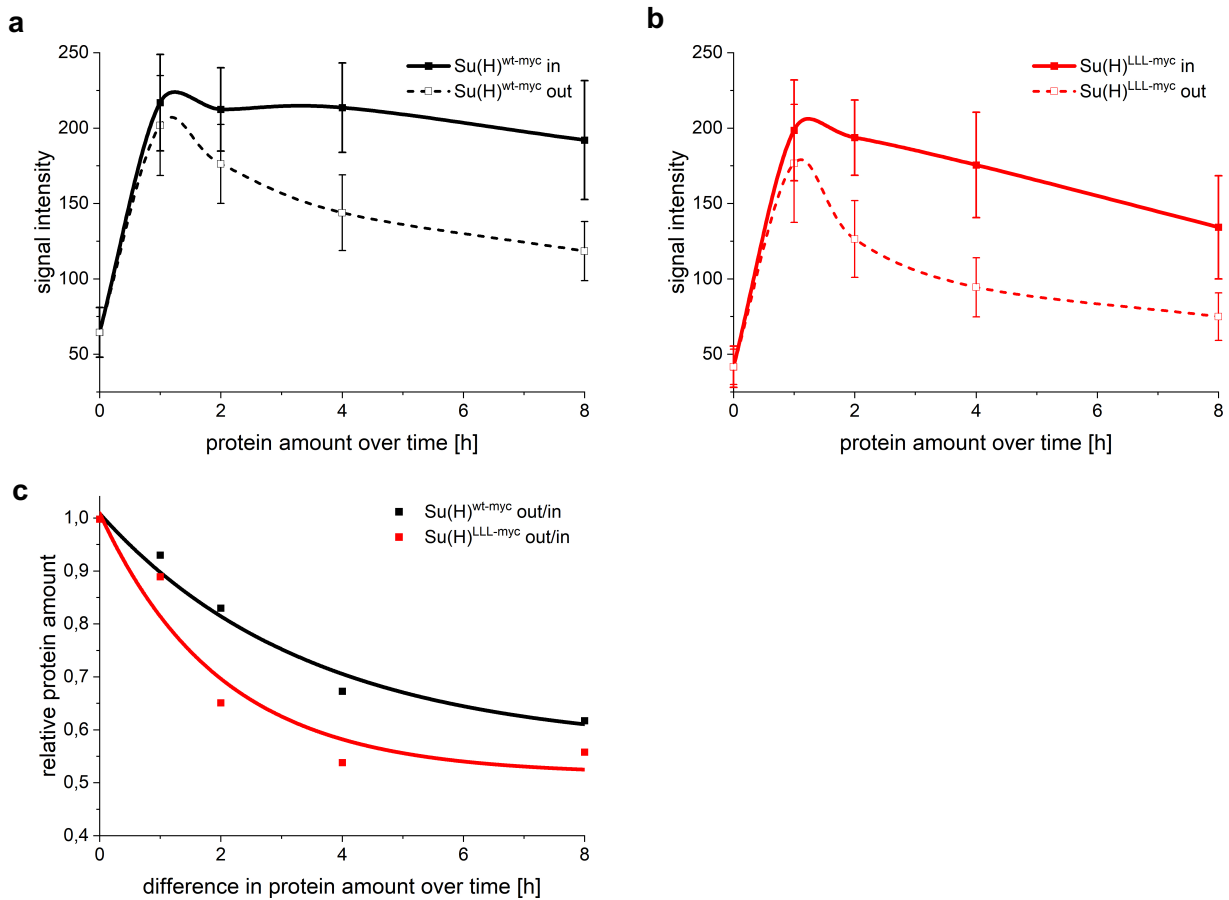 a
250
200
150
100
50
signal intensity
Su(H)wt-myc in
Su(H)wt-myc out
0 2 4 6 8
protein amount over time [h]
b
250
200
150
100
50
signal intensity
Su(H)LLL-myc in
Su(H)LLL-myc out
0 2 4 6 8
protein amount over time [h]
c
1,0
0,9
0,8
0,7
0,6
0,5
0,4
relative protein amount
Su(H)wt-myc out/in
Su(H)LLL-myc out/in
0 2 4 6 8
difference in protein amount over time [h]